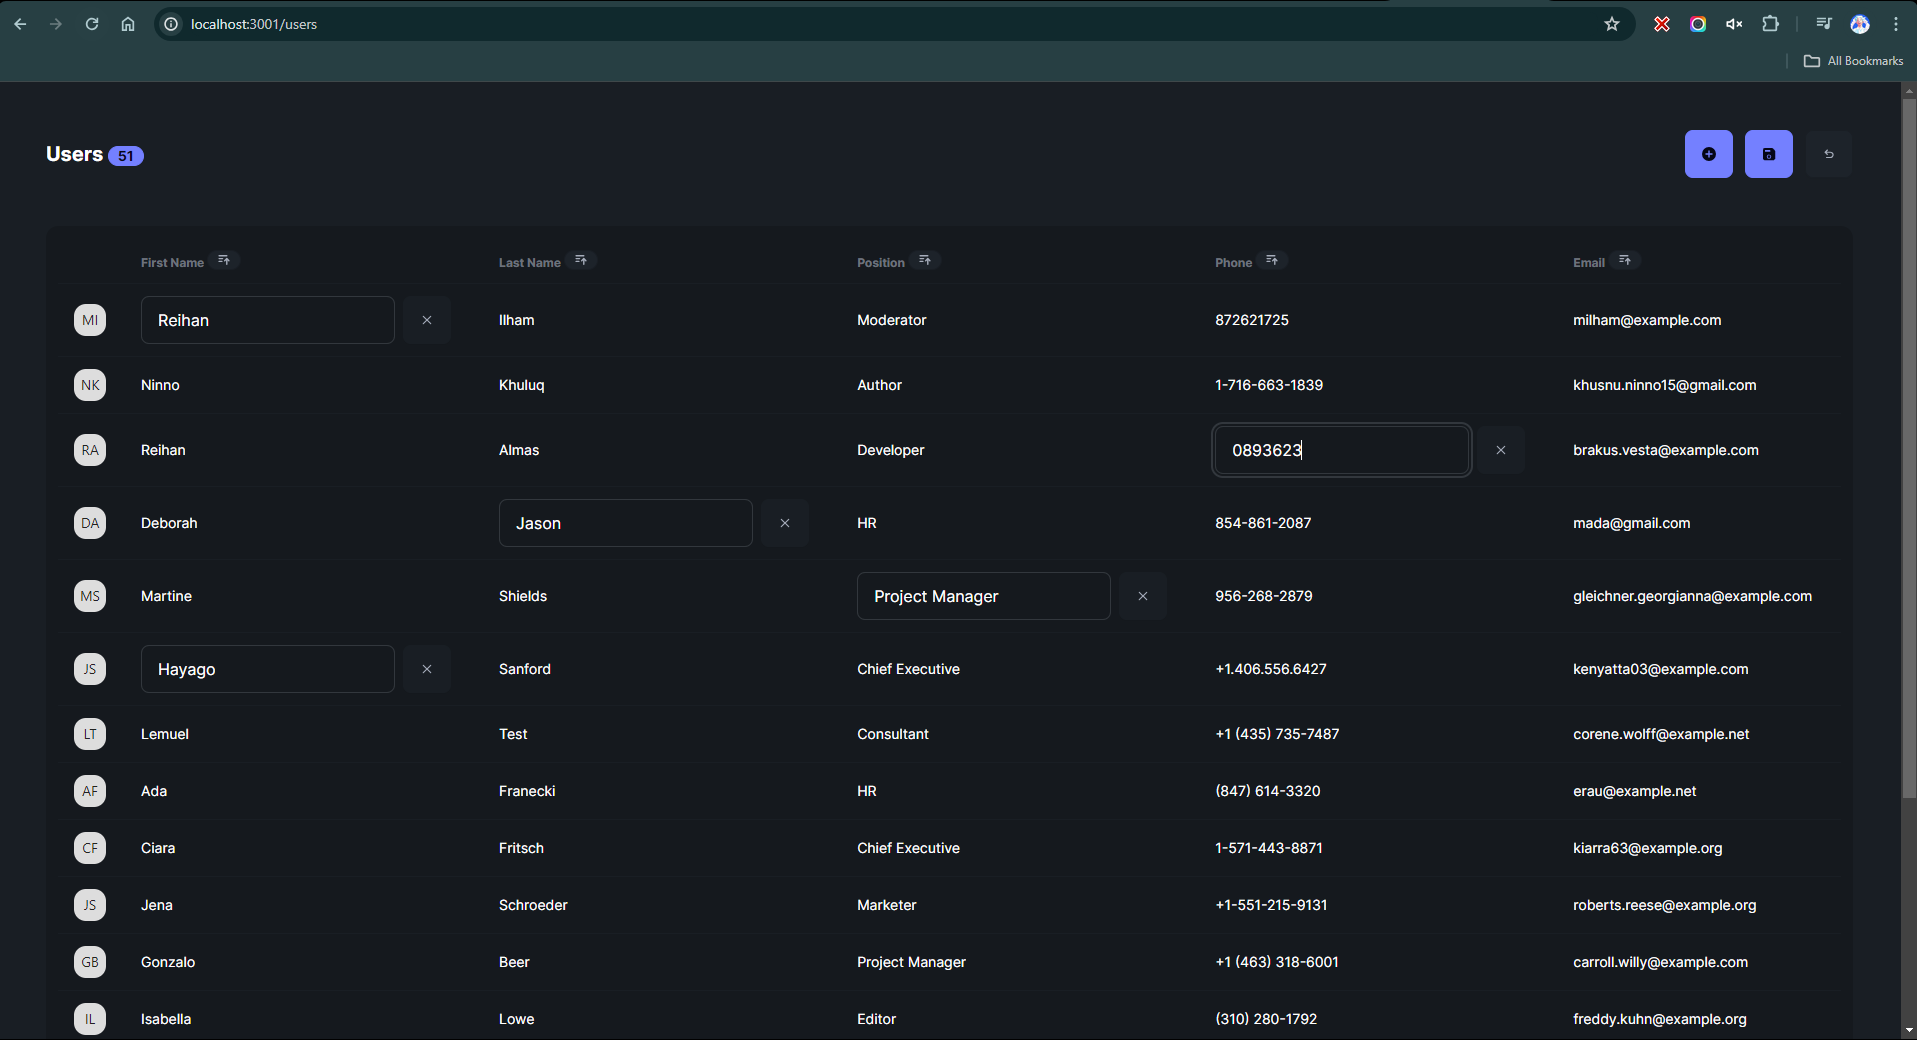 localhost:3001/users
All Bookmarks
Users 51
First Name Last Name Position Phone Email
MI Reihan Ilham Moderator 872621725 milham@example.com
NK Ninno Khuluq Author 1-716-663-1839 khusnu.ninno15@gmail.com
RA Reihan Almas Developer 0893623 brakus.vesta@example.com
DA Deborah Jason HR 854-861-2087 mada@gmail.com
MS Martine Shields Project Manager 956-268-2879 gleichner.georgianna@example.com
JS Hayago Sanford Chief Executive +1.406.556.6427 kenyatta03@example.com
LT Lemuel Test Consultant +1 (435) 735-7487 corene.wolff@example.net
AF Ada Franecki HR (847) 614-3320 erau@example.net
CF Ciara Fritsch Chief Executive 1-571-443-8871 kiarra63@example.org
JS Jena Schroeder Marketer +1-551-215-9131 roberts.reese@example.org
GB Gonzalo Beer Project Manager +1 (463) 318-6001 carroll.willy@example.com
IL Isabella Lowe Editor (310) 280-1792 freddy.kuhn@example.org